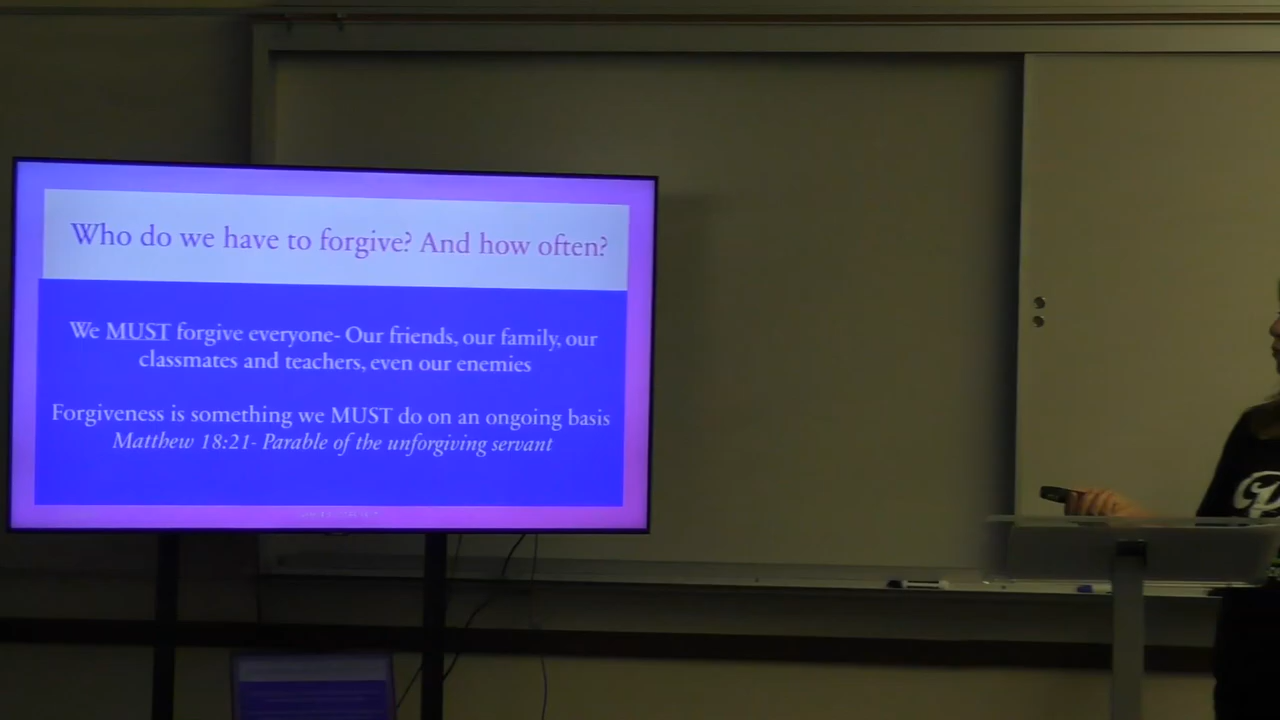 Who do we have to forgive? And how often?
We MUST forgive everyone- Our friends, our family, our
classmates and teachers, even our enemies
Forgiveness is something we MUST do on an ongoing basis
Matthew 18:21- Parable of the unforgiving servant